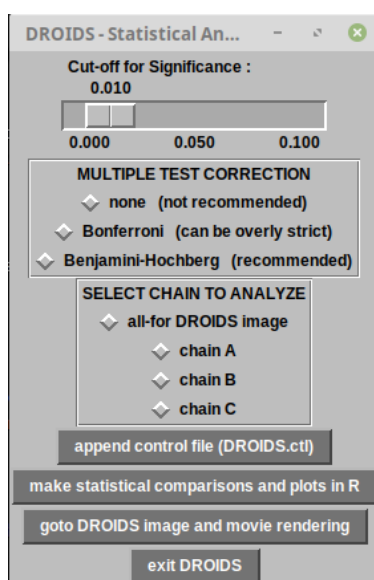 DROIDS - Statistical An...
Cut-off for Significance :
0.010
0.000 0.050 0.100
MULTIPLE TEST CORRECTION
none (not recommended)
Bonferroni (can be overly strict)
Benjamini-Hochberg (recommended)
SELECT CHAIN TO ANALYZE
all-for DROIDS image
chain A
chain B
chain C
append control file (DROIDS.ctl)
make statistical comparisons and plots in R
goto DROIDS image and movie rendering
exit DROIDS